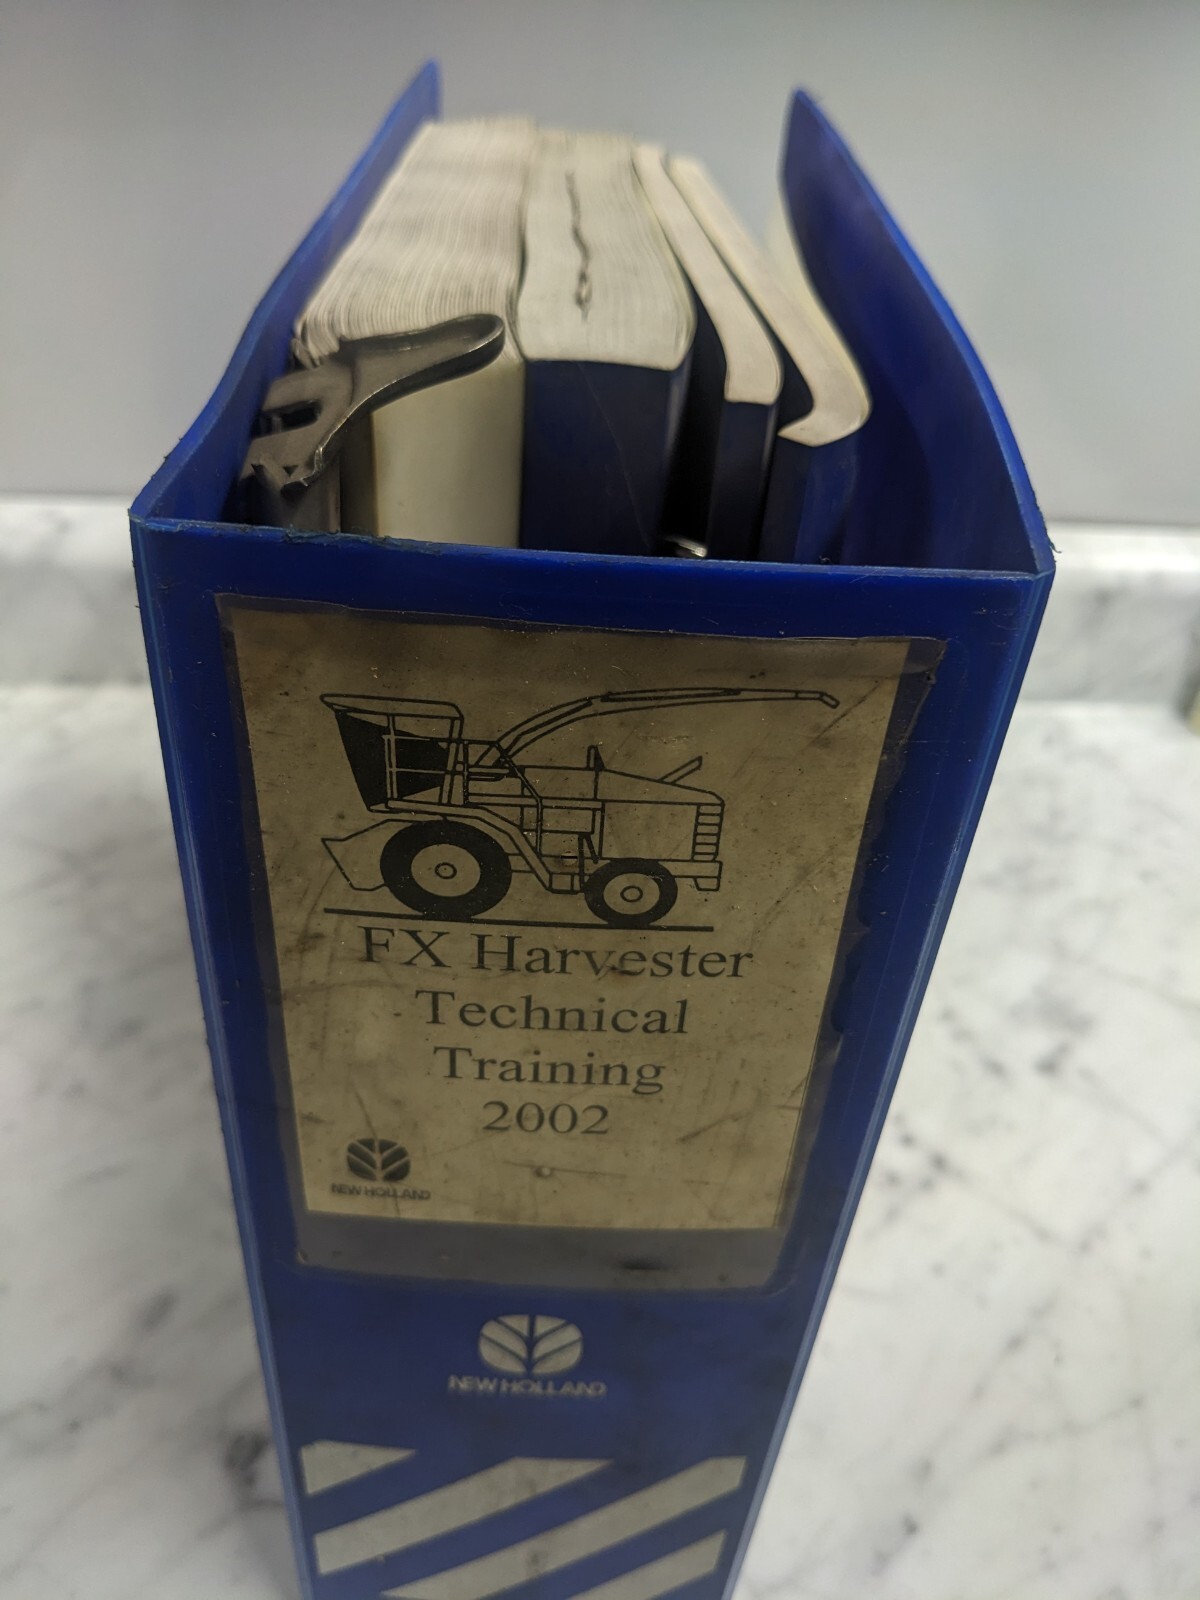 FX Harvester
Technical
Training
2002
NEW HOLLAND
NEW HOLLAND